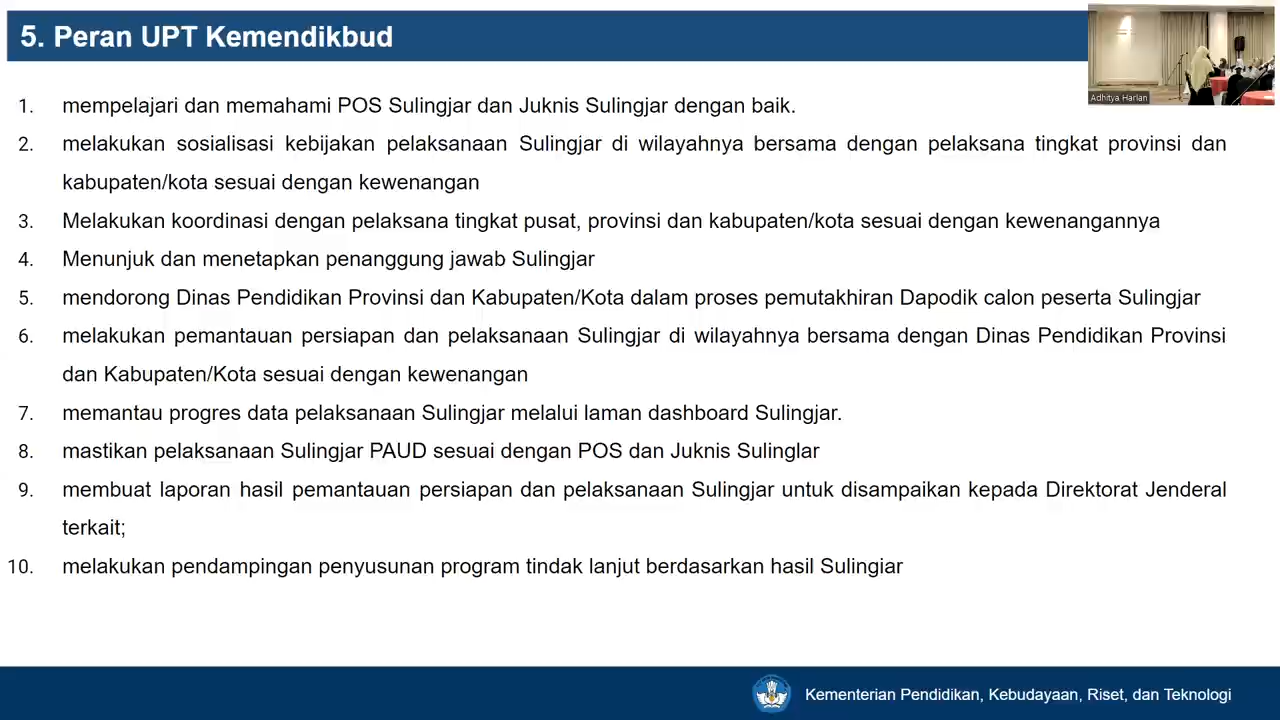 5. Peran UPT Kemendikbud
Adhitya Harlan
1. mempelajari dan memahami POS Sulingjar dan Juknis Sulingjar dengan baik.
2. melakukan sosialisasi kebijakan pelaksanaan Sulingjar di wilayahnya bersama dengan pelaksana tingkat provinsi dan
kabupaten/kota sesuai dengan kewenangan
3. Melakukan koordinasi dengan pelaksana tingkat pusat, provinsi dan kabupaten/kota sesuai dengan kewenangannya
4. Menunjuk dan menetapkan penanggung jawab Sulingjar
5. mendorong Dinas Pendidikan Provinsi dan Kabupaten/Kota dalam proses pemutakhiran Dapodik calon peserta Sulingjar
6. melakukan pemantauan persiapan dan pelaksanaan Sulingjar di wilayahnya bersama dengan Dinas Pendidikan Provinsi
dan Kabupaten/Kota sesuai dengan kewenangan
7. memantau progres data pelaksanaan Sulingjar melalui laman dashboard Sulingjar.
8. mastikan pelaksanaan Sulingjar PAUD sesuai dengan POS dan Juknis Sulinglar
9. membuat laporan hasil pemantauan persiapan dan pelaksanaan Sulingjar untuk disampaikan kepada Direktorat Jenderal
terkait;
10. melakukan pendampingan penyusunan program tindak lanjut berdasarkan hasil Sulingiar
Kementerian Pendidikan, Kebudayaan, Riset, dan Teknologi